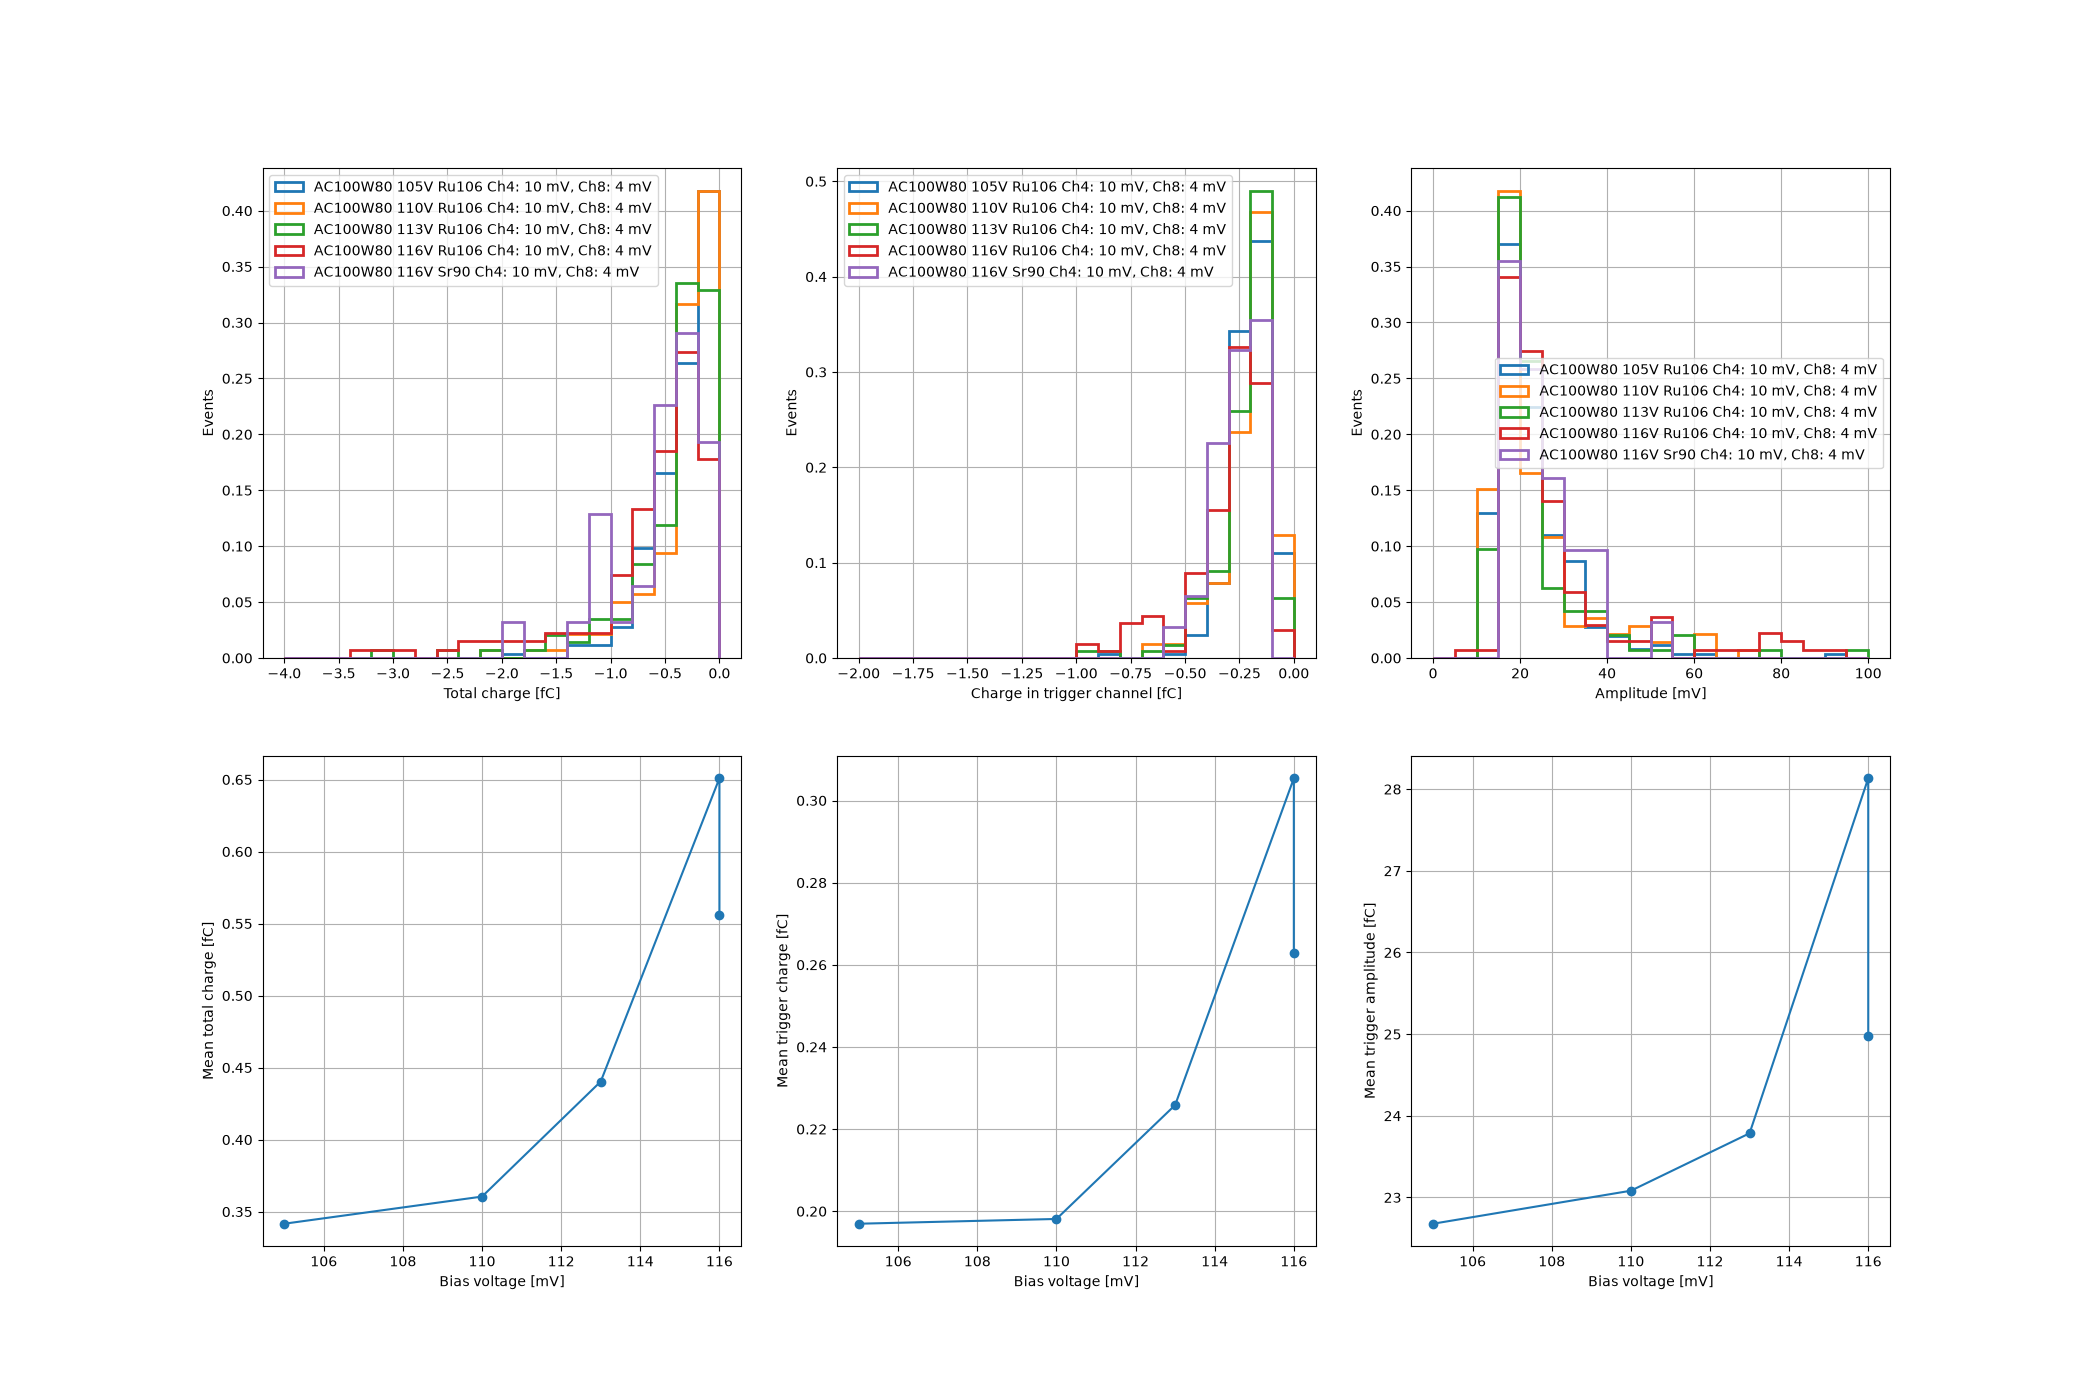 AC100W80 105V Ru106 Ch4: 10 mV, Ch8: 4 mV
AC100W80 110V Ru106 Ch4: 10 mV, Ch8: 4 mV
AC100W80 113V Ru106 Ch4: 10 mV, Ch8: 4 mV
AC100W80 116V Ru106 Ch4: 10 mV, Ch8: 4 mV
AC100W80 116V Sr90 Ch4: 10 mV, Ch8: 4 mV
0.40
0.35
0.30
0.25
0.20
0.15
0.10
0.05
0.00
Events
−4.0 −3.5 −3.0 −2.5 −2.0 −1.5 −1.0 −0.5 0.0
Total charge [fC]
AC100W80 105V Ru106 Ch4: 10 mV, Ch8: 4 mV
AC100W80 110V Ru106 Ch4: 10 mV, Ch8: 4 mV
AC100W80 113V Ru106 Ch4: 10 mV, Ch8: 4 mV
AC100W80 116V Ru106 Ch4: 10 mV, Ch8: 4 mV
AC100W80 116V Sr90 Ch4: 10 mV, Ch8: 4 mV
0.5
0.4
0.3
0.2
0.1
0.0
Events
−2.00 −1.75 −1.50 −1.25 −1.00 −0.75 −0.50 −0.25 0.00
Charge in trigger channel [fC]
AC100W80 105V Ru106 Ch4: 10 mV, Ch8: 4 mV
AC100W80 110V Ru106 Ch4: 10 mV, Ch8: 4 mV
AC100W80 113V Ru106 Ch4: 10 mV, Ch8: 4 mV
AC100W80 116V Ru106 Ch4: 10 mV, Ch8: 4 mV
AC100W80 116V Sr90 Ch4: 10 mV, Ch8: 4 mV
0.40
0.35
0.30
0.25
0.20
0.15
0.10
0.05
0.00
Events
0 20 40 60 80 100
Amplitude [mV]
0.65
0.60
0.55
0.50
0.45
0.40
0.35
Mean total charge [fC]
106 108 110 112 114 116
Bias voltage [mV]
0.30
0.28
0.26
0.24
0.22
0.20
Mean trigger charge [fC]
106 108 110 112 114 116
Bias voltage [mV]
28
27
26
25
24
23
Mean trigger amplitude [fC]
106 108 110 112 114 116
Bias voltage [mV]